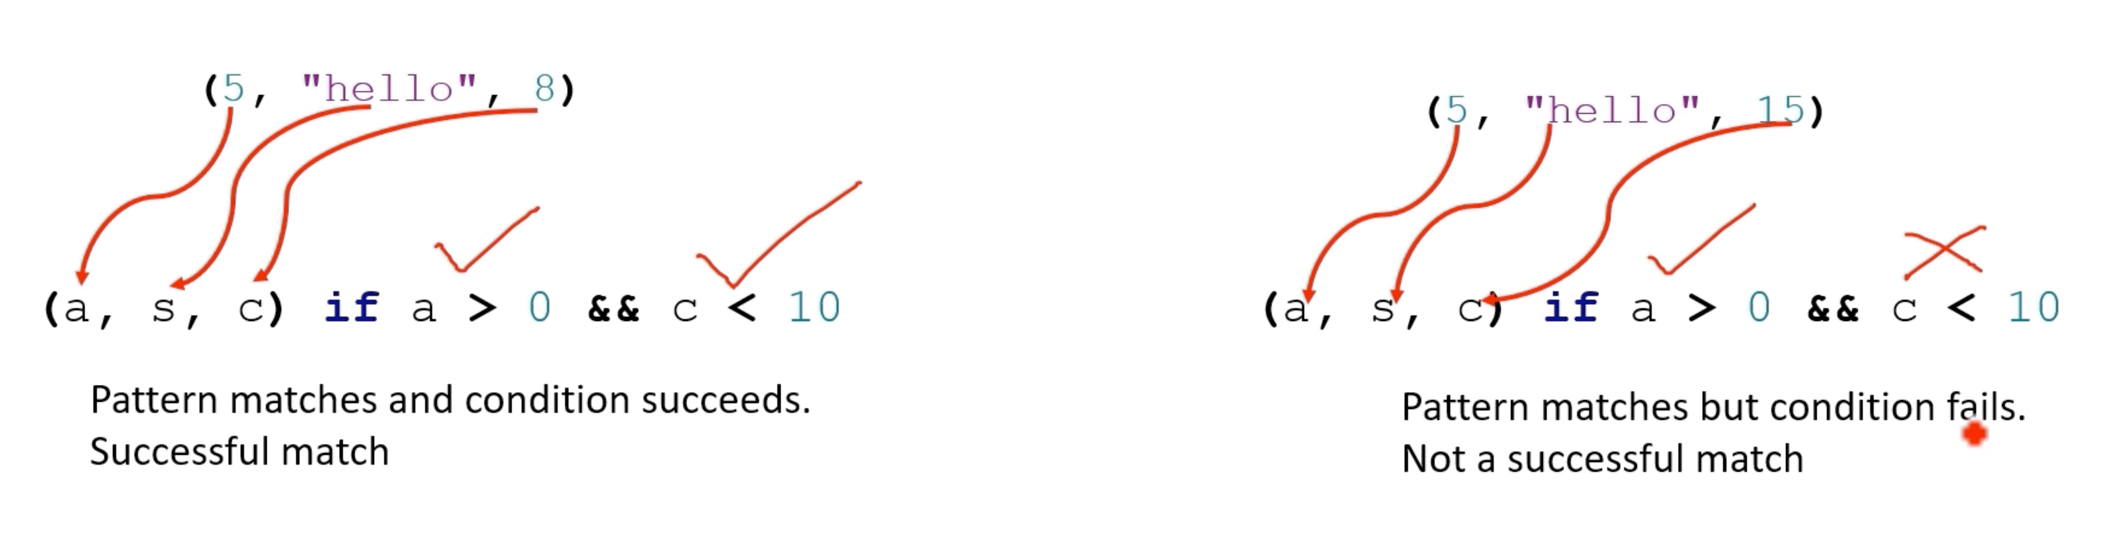 (5, "hello", 8)
(a, s, c) if a > 0 && c < 10
Pattern matches and condition succeeds.
Successful match
(5, "hello", 15)
(a, s, c) if a > 0 && c < 10
Pattern matches but condition fails.
Not a successful match